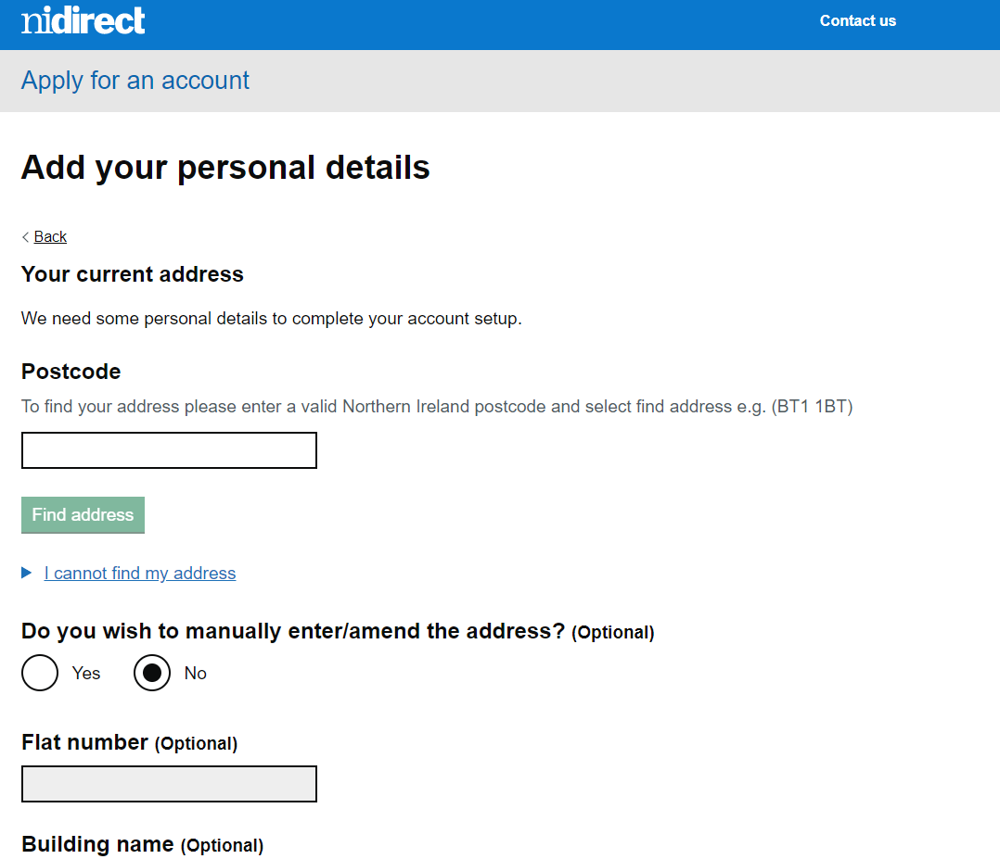 nidirect
Contact us
Apply for an account
Add your personal details
Back
Your current address
We need some personal details to complete your account setup.
Postcode
To find your address please enter a valid Northern Ireland postcode and select find address e.g. (BT1 1BT)
Find address
I cannot find my address
Do you wish to manually enter/amend the address? (Optional)
Yes No
Flat number (Optional)
Building name (Optional)